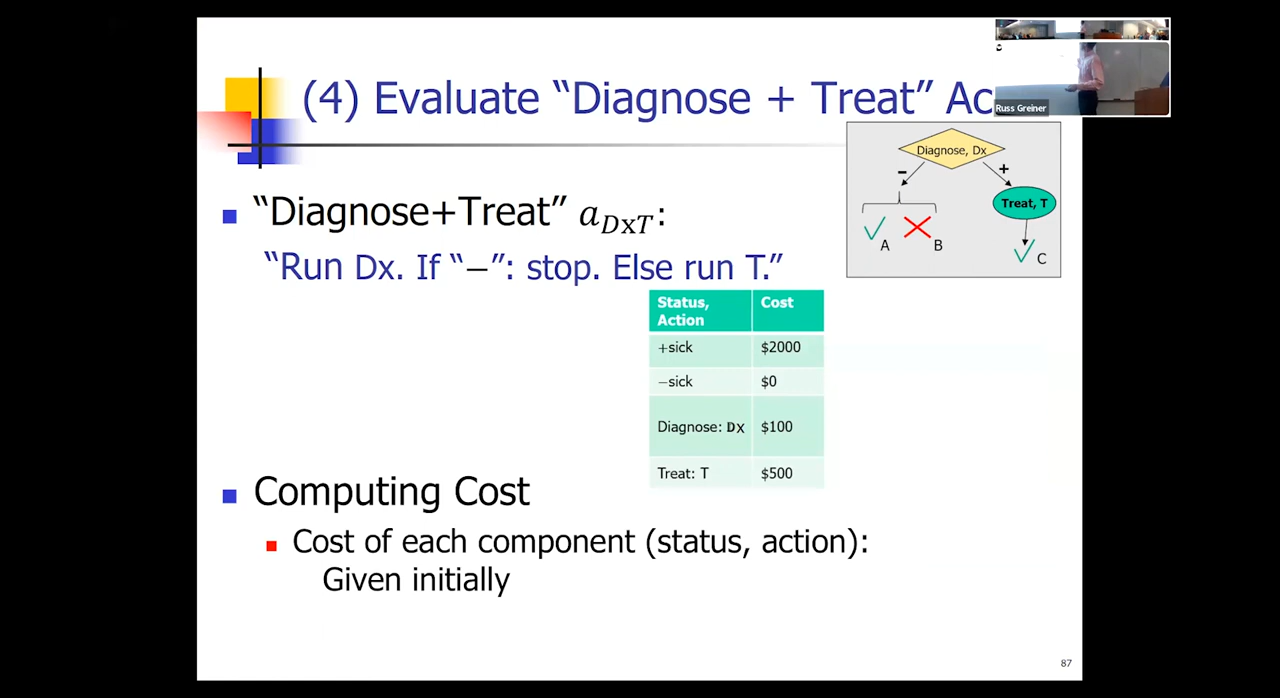 (4) Evaluate “Diagnose + Treat” Ac
Russ Greiner
Diagnose, Dx
−
+
Treat, T
A
B
C
“Diagnose+Treat” aDxT:
“Run Dx. If “−”: stop. Else run T.”
Status, Action Cost
+sick $2000
−sick $0
Diagnose: Dx $100
Treat: T $500
Computing Cost
Cost of each component (status, action):
Given initially
87